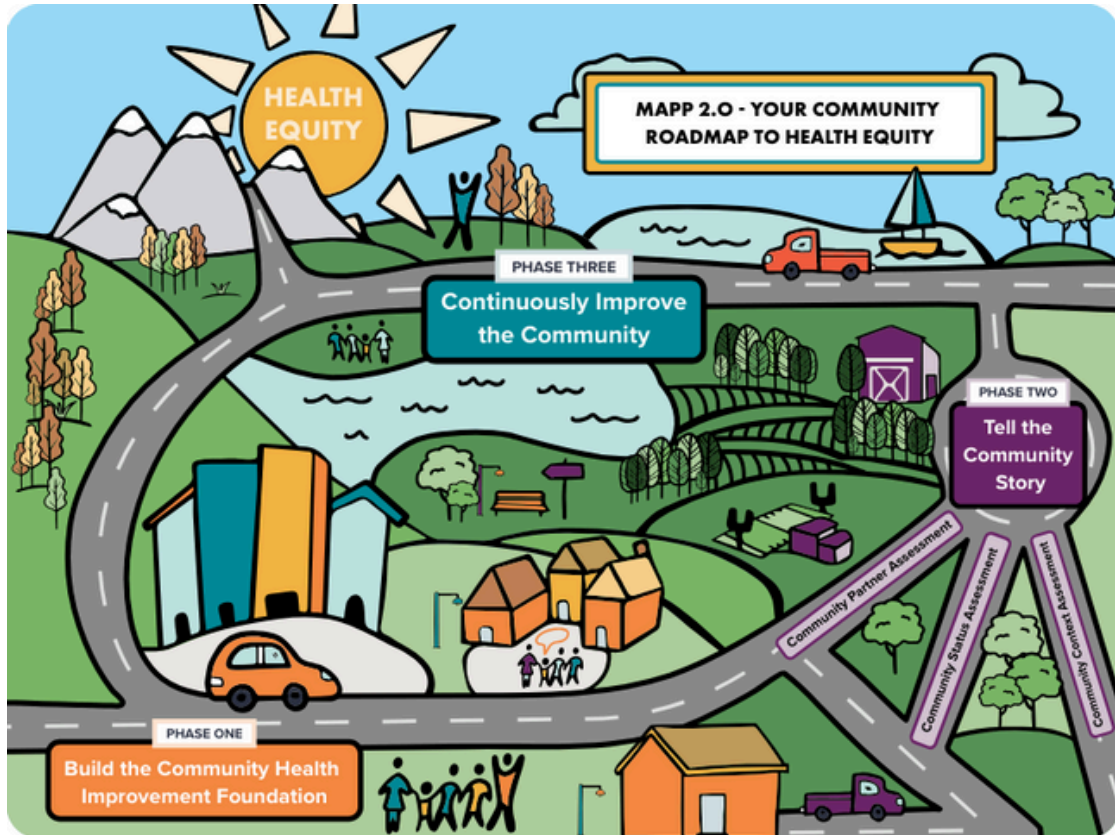 HEALTH
EQUITY
MAPP 2.0 - YOUR COMMUNITY
ROADMAP TO HEALTH EQUITY
PHASE THREE
Continuously Improve
the Community
PHASE TWO
Tell the
Community
Story
Community Partner Assessment
Community Status Assessment
Community Context Assessment
PHASE ONE
Build the Community Health
Improvement Foundation